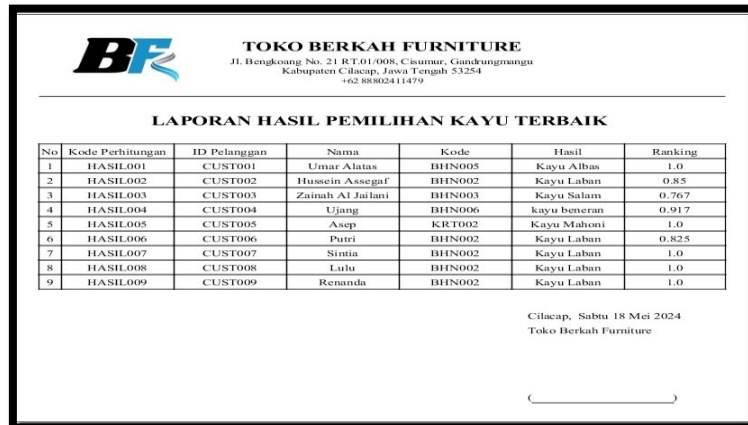 BF
TOKO BERKAH FURNITURE
Jl. Bengkoang No. 21 RT.01/008, Cisumur, Gandrungmangu
Kabupaten Cilacap, Jawa Tengah 53254
+62 88802411479
LAPORAN HASIL PEMILIHAN KAYU TERBAIK
No Kode Perhitungan ID Pelanggan Nama Kode Hasil Ranking
1 HASIL001 CUST001 Umar Alatas BHN005 Kayu Albas 1.0
2 HASIL002 CUST002 Hussein Assegaf BHN002 Kayu Laban 0.85
3 HASIL003 CUST003 Zainah Al Jailani BHN003 Kayu Salam 0.767
4 HASIL004 CUST004 Ujang BHN006 kayu beneran 0.917
5 HASIL005 CUST005 Asep KRT002 Kayu Mahoni 1.0
6 HASIL006 CUST006 Putri BHN002 Kayu Laban 0.825
7 HASIL007 CUST007 Sintia BHN002 Kayu Laban 1.0
8 HASIL008 CUST008 Lulu BHN002 Kayu Laban 1.0
9 HASIL009 CUST009 Renanda BHN002 Kayu Laban 1.0
Cilacap, Sabtu 18 Mei 2024
Toko Berkah Furniture
(____________________)